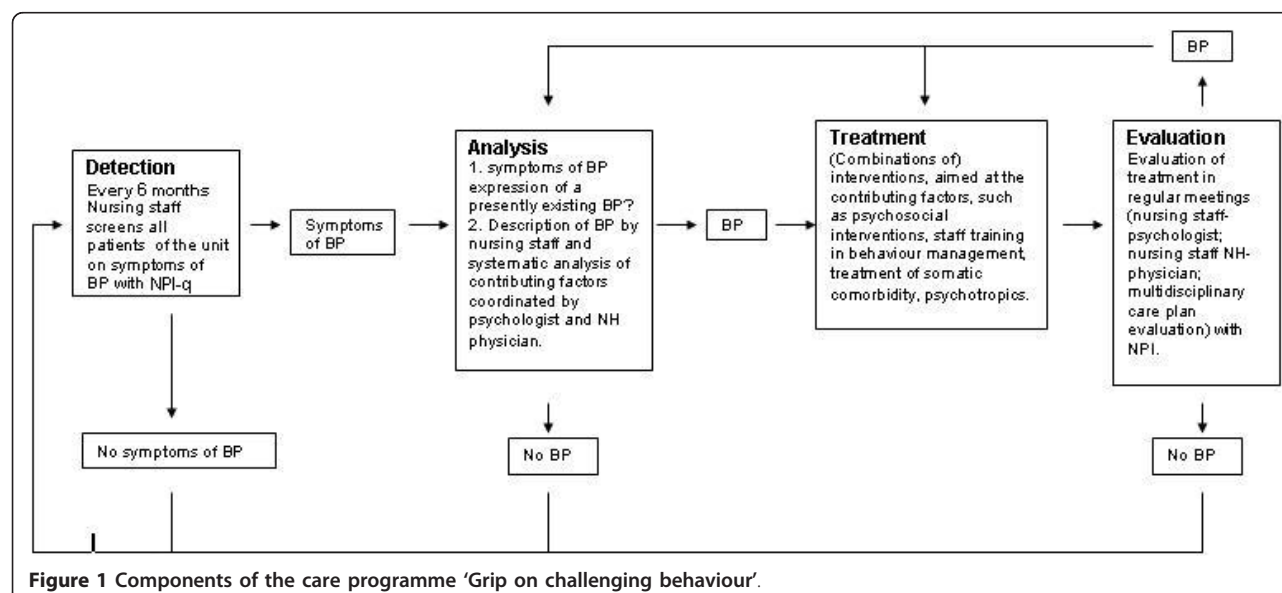 BP
Detection
Every 6 months
Nursing staff
screens all
patients of the unit
on symptoms of
BP with NPI-q
Symptoms
of BP
Analysis
1. symptoms of BP
expression of a
presently existing BP?
2. Description of BP by
nursing staff and
systematic analysis of
contributing factors
coordinated by
psychologist and NH
physician.
BP
Treatment
(Combinations of)
interventions, aimed at the
contributing factors, such
as psychosocial
interventions, staff training
in behaviour management,
treatment of somatic
comorbidity, psychotropics.
Evaluation
Evaluation of
treatment in
regular meetings
(nursing staff-
psychologist;
nursing staff NH-
physician;
multidisciplinary
care plan
evaluation) with
NPI.
No symptoms of BP
No BP
No BP
Figure 1 Components of the care programme ‘Grip on challenging behaviour’.